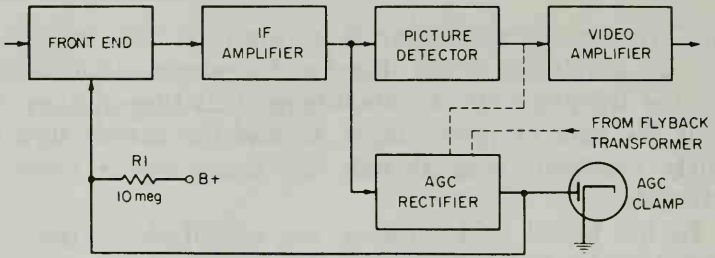 FRONT END
IF
AMPLIFIER
PICTURE
DETECTOR
VIDEO
AMPLIFIER
FROM FLYBACK
TRANSFORMER
R1
10 meg
B+
AGC
RECTIFIER
AGC
CLAMP